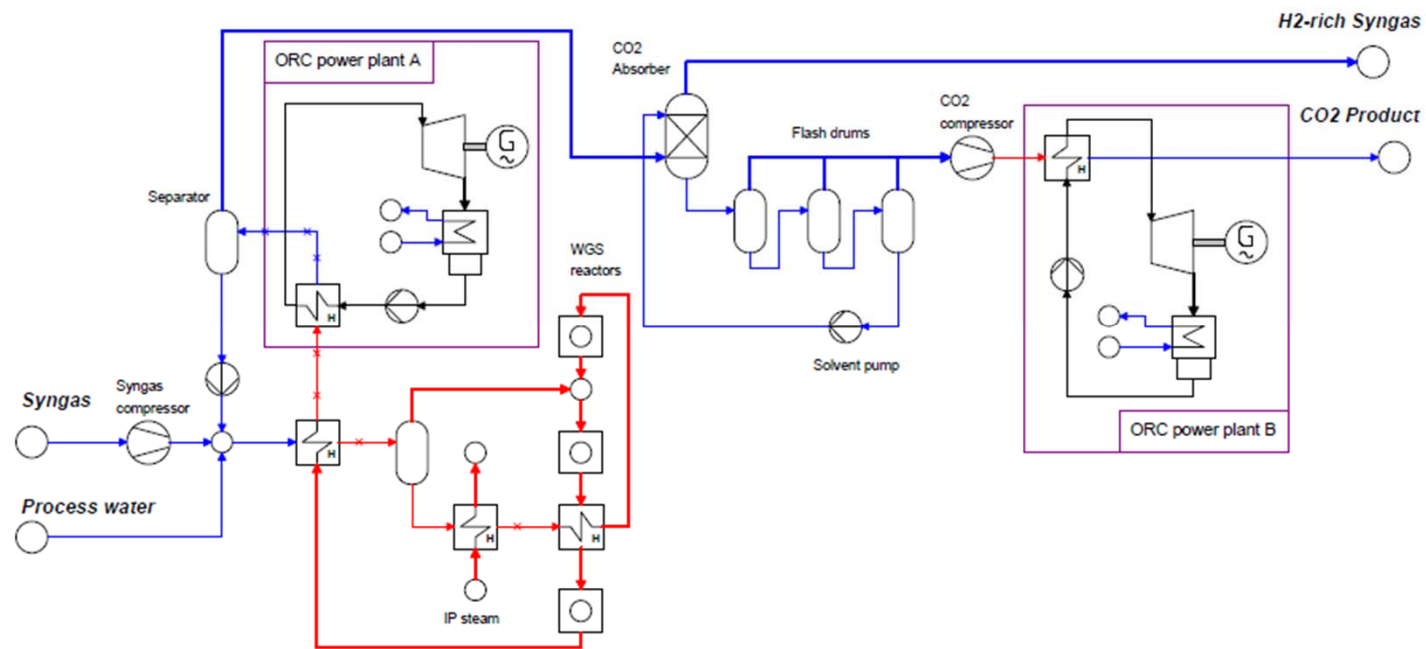 H2-rich Syngas
ORC power plant A
CO2
Absorber
CO2
compressor
CO2 Product
G
~
Flash drums
H
Separator
WGS
reactors
G
~
H
Solvent pump
Syngas
Syngas
compressor
ORC power plant B
H
Process water
H
H
IP steam